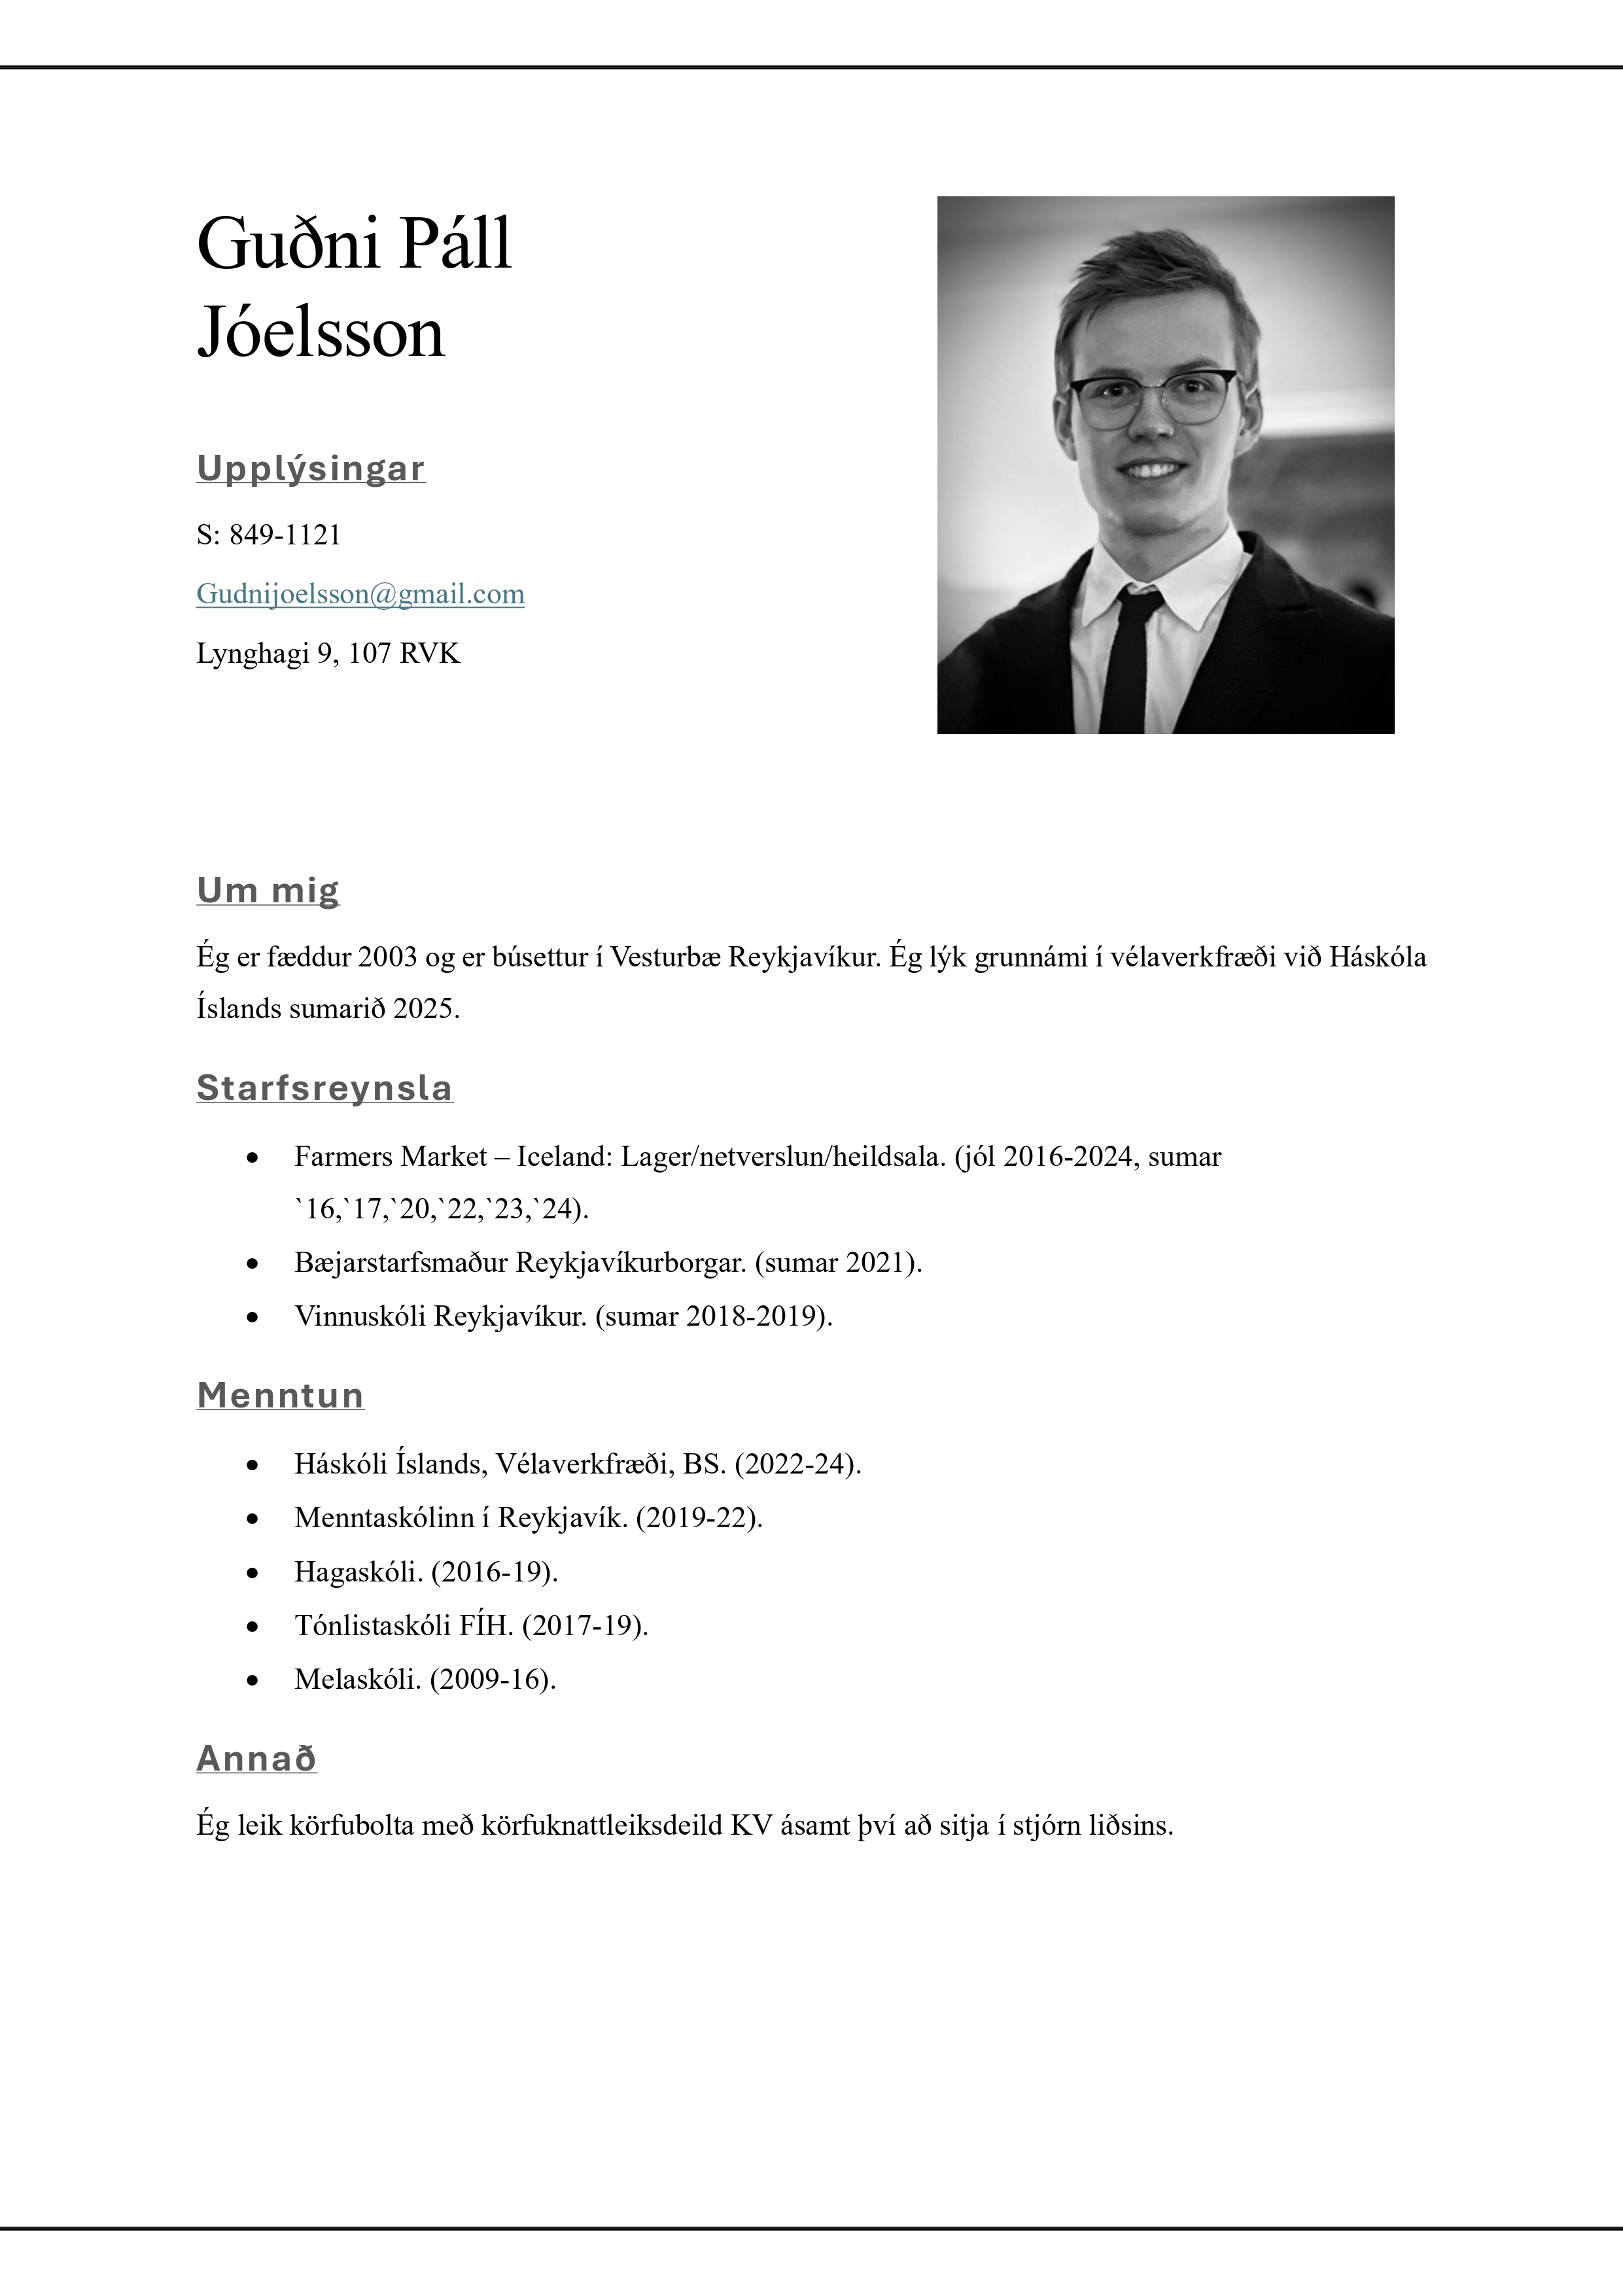 Guðni Páll
Jóelsson
Upplýsingar
S: 849-1121
Gudnijoelsson@gmail.com
Lynghagi 9, 107 RVK
Um mig
Ég er fæddur 2003 og er búsettur í Vesturbæ Reykjavíkur. Ég lýk grunnámi í vélaverkfræði við Háskóla
Íslands sumarið 2025.
Starfsreynsla
• Farmers Market – Iceland: Lager/netverslun/heildsala. (jól 2016-2024, sumar
`16,`17,`20,`22,`23,`24).
• Bæjarstarfsmaður Reykjavíkurborgar. (sumar 2021).
• Vinnuskóli Reykjavíkur. (sumar 2018-2019).
Menntun
• Háskóli Íslands, Vélaverkfræði, BS. (2022-24).
• Menntaskólinn í Reykjavík. (2019-22).
• Hagaskóli. (2016-19).
• Tónlistaskóli FÍH. (2017-19).
• Melaskóli. (2009-16).
Annað
Ég leik körfubolta með körfuknattleiksdeild KV ásamt því að sitja í stjórn liðsins.